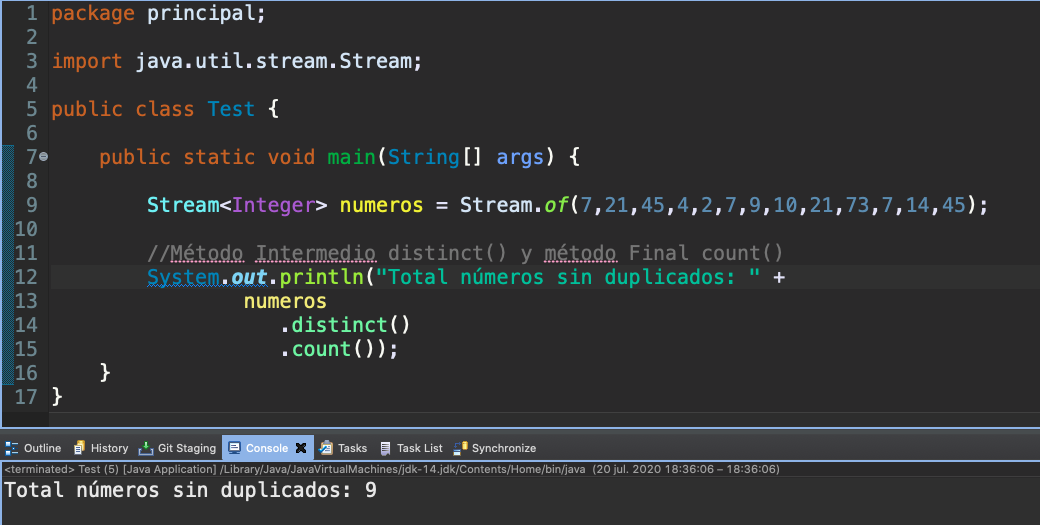 1 package principal;
2
3 import java.util.stream.Stream;
4
5 public class Test {
6
7 public static void main(String[] args) {
8
9 Stream<Integer> numeros = Stream.of(7,21,45,4,2,7,9,10,21,73,7,14,45);
10
11 //Método Intermedio distinct() y método Final count()
12 System.out.println("Total números sin duplicados: " +
13 numeros
14 .distinct()
15 .count());
16 }
17 }
Outline History Git Staging Console Tasks Task List Synchronize
<terminated> Test (5) [Java Application] /Library/Java/JavaVirtualMachines/jdk-14.jdk/Contents/Home/bin/java (20 jul. 2020 18:36:06 – 18:36:06)
Total números sin duplicados: 9